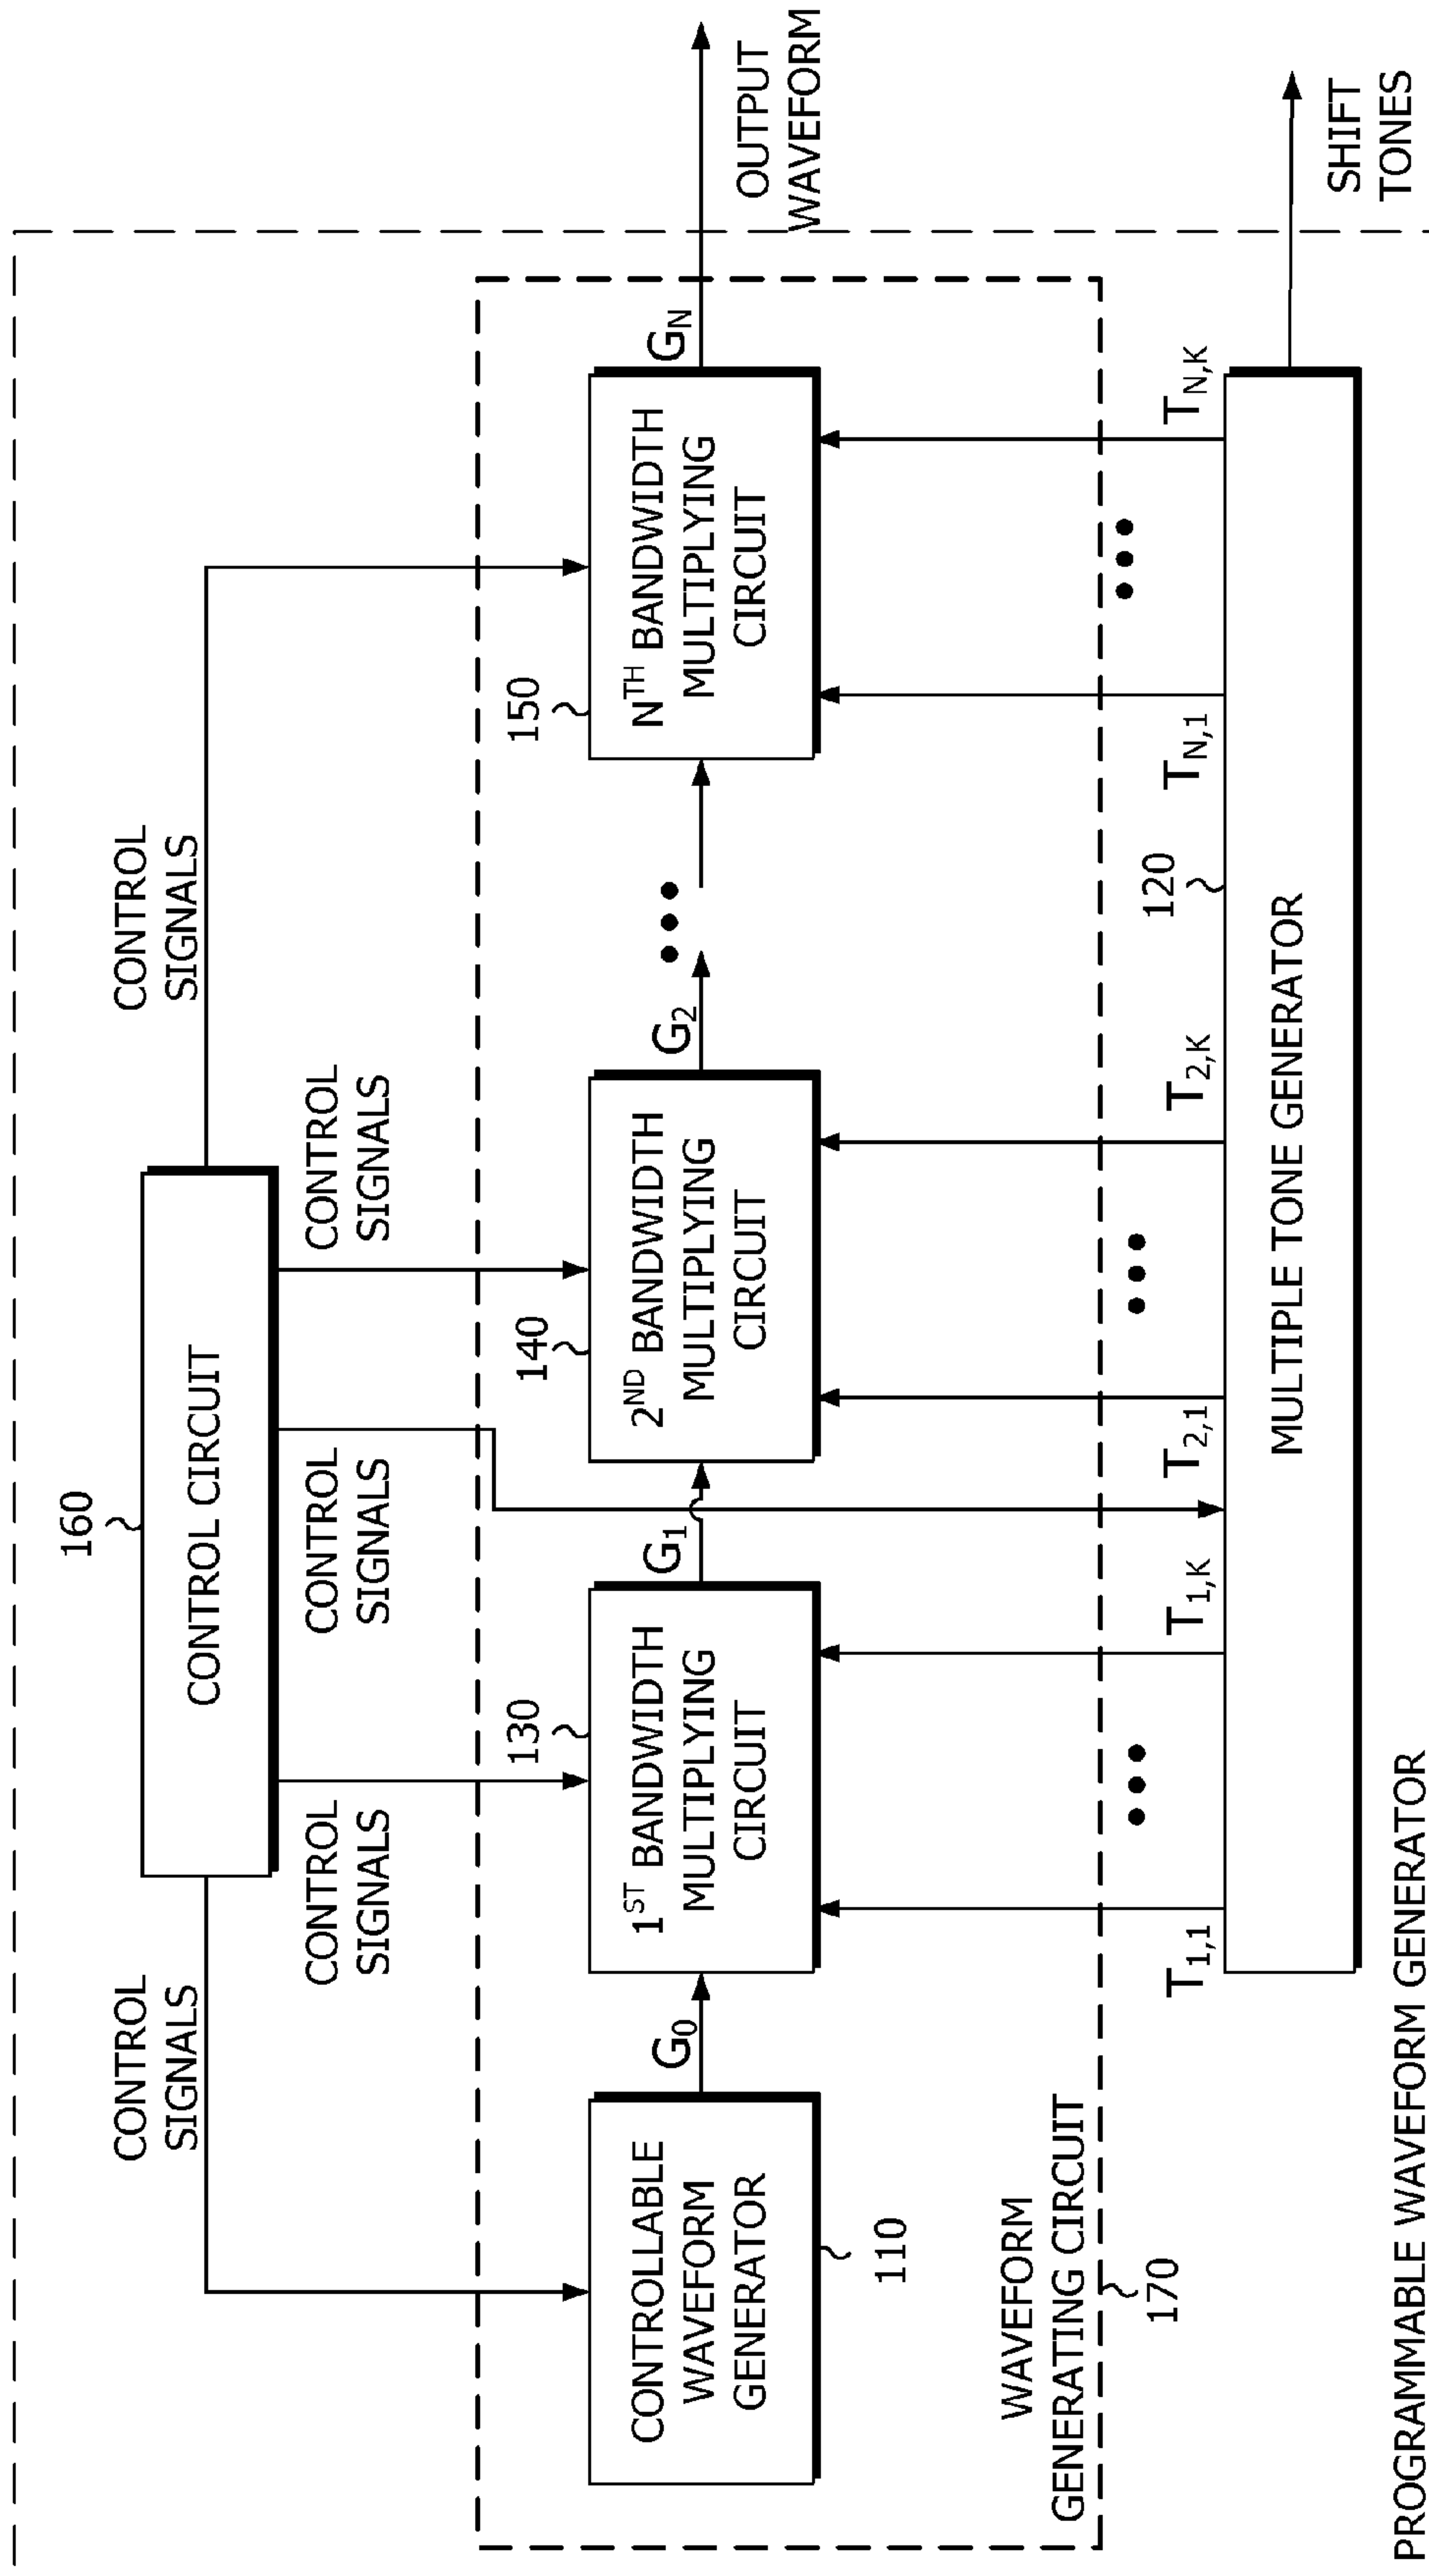 160
CONTROL CIRCUIT
CONTROL
SIGNALS
CONTROL
SIGNALS
CONTROL
SIGNALS
CONTROL
SIGNALS
CONTROL
SIGNALS
CONTROLLABLE
WAVEFORM
GENERATOR
110
G0
130
1ST BANDWIDTH
MULTIPLYING
CIRCUIT
G1
140
2ND BANDWIDTH
MULTIPLYING
CIRCUIT
G2
•••
150
NTH BANDWIDTH
MULTIPLYING
CIRCUIT
GN
OUTPUT
WAVEFORM
WAVEFORM
GENERATING CIRCUIT
170
T1,1
•••
T1,K
T2,1
•••
T2,K
120
TN,1
•••
TN,K
MULTIPLE TONE GENERATOR
SHIFT
TONES
PROGRAMMABLE WAVEFORM GENERATOR